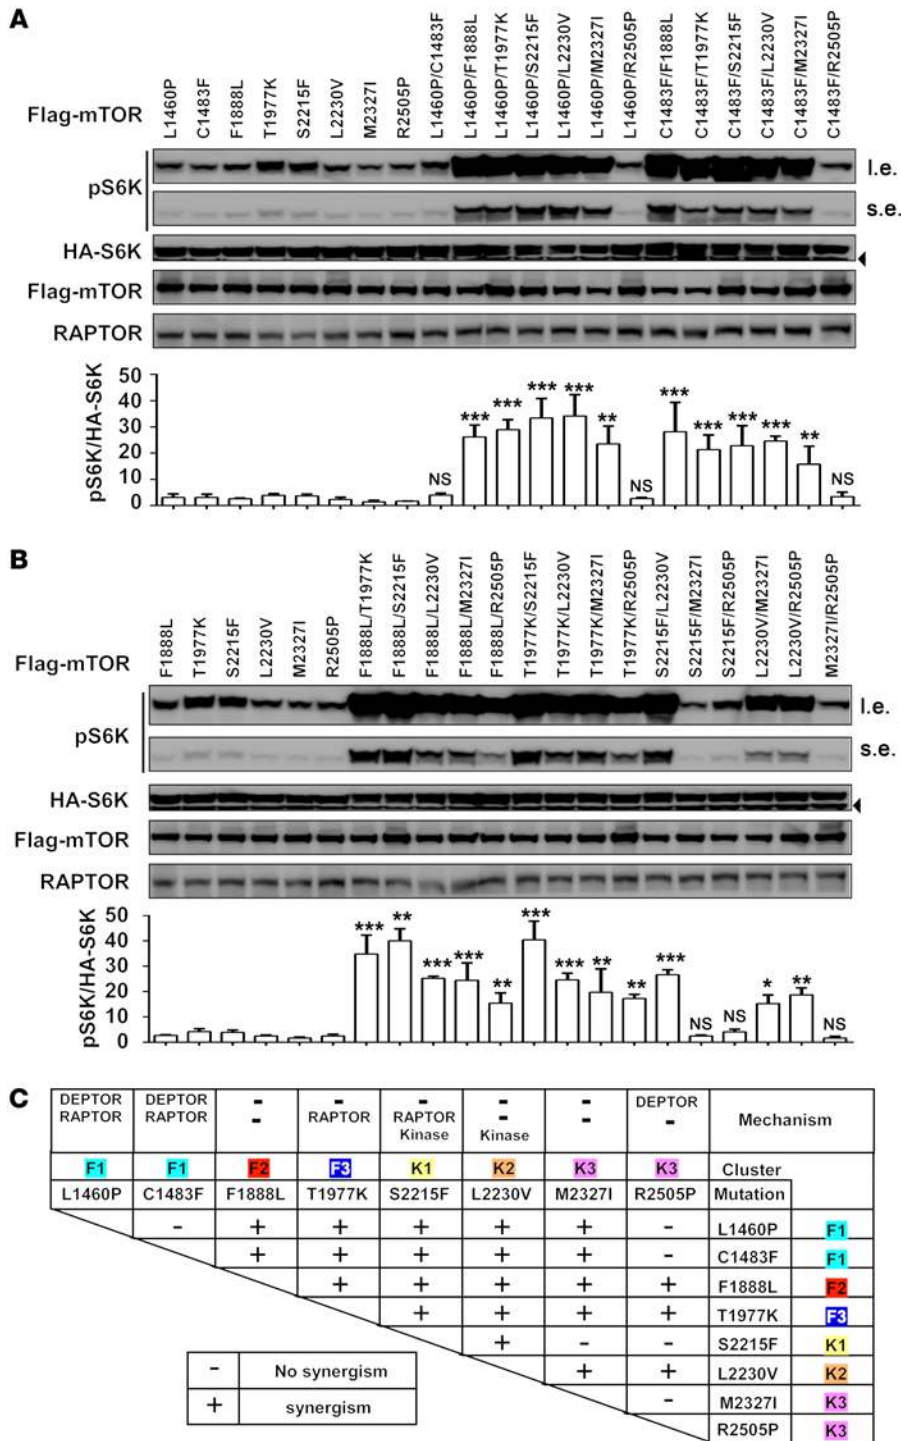 A
Flag-mTOR
L1460P
C1483F
F1888L
T1977K
S2215F
L2230V
M2327I
R2505P
L1460P/C1483F
L1460P/F1888L
L1460P/T1977K
L1460P/S2215F
L1460P/L2230V
L1460P/M2327I
L1460P/R2505P
C1483F/F1888L
C1483F/T1977K
C1483F/S2215F
C1483F/L2230V
C1483F/M2327I
C1483F/R2505P
pS6K
l.e.
s.e.
HA-S6K
Flag-mTOR
RAPTOR
pS6K/HA-S6K
50
40
30
20
10
0
NS
***
***
***
***
**
NS
***
***
***
***
**
NS
B
Flag-mTOR
F1888L
T1977K
S2215F
L2230V
M2327I
R2505P
F1888L/T1977K
F1888L/S2215F
F1888L/L2230V
F1888L/M2327I
F1888L/R2505P
T1977K/S2215F
T1977K/L2230V
T1977K/M2327I
T1977K/R2505P
S2215F/L2230V
S2215F/M2327I
S2215F/R2505P
L2230V/M2327I
L2230V/R2505P
M2327I/R2505P
pS6K
l.e.
s.e.
HA-S6K
Flag-mTOR
RAPTOR
pS6K/HA-S6K
50
40
30
20
10
0
***
**
***
***
**
***
***
**
**
***
NS
NS
*
**
NS
C
DEPTOR DEPTOR - - RAPTOR - - DEPTOR Mechanism
RAPTOR RAPTOR - RAPTOR Kinase - Kinase - -
F1 F1 F2 F3 K1 K2 K3 K3 Cluster
L1460P C1483F F1888L T1977K S2215F L2230V M2327I R2505P Mutation
- + + + + + - L1460P F1
+ + + + + - C1483F F1
+ + + + + F1888L F2
+ + + + T1977K F3
+ - - S2215F K1
+ + L2230V K2
- M2327I K3
R2505P K3
- No synergism
+ synergism